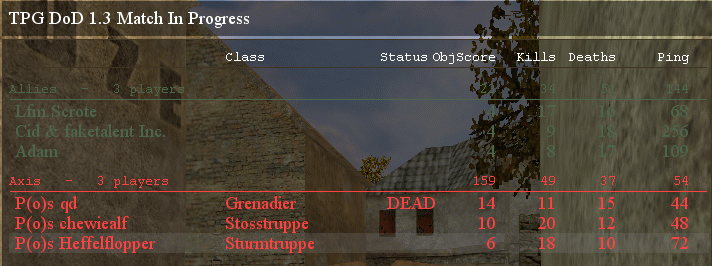 TPG DoD 1.3 Match In Progress
Class Status ObjScore Kills Deaths Ping
Allies - 3 players 144
Lfm Scrote 4 17 68
Cid & faketalent Inc. 4 9 18 256
Adam 8 17 109
Axis - 3 players 159 49 37 54
P(o)s qd Grenadier DEAD 14 11 15 44
P(o)s chewiealf Stosstruppe 10 20 12 48
P(o)s Heffelflopper Sturmtruppe 6 18 10 72